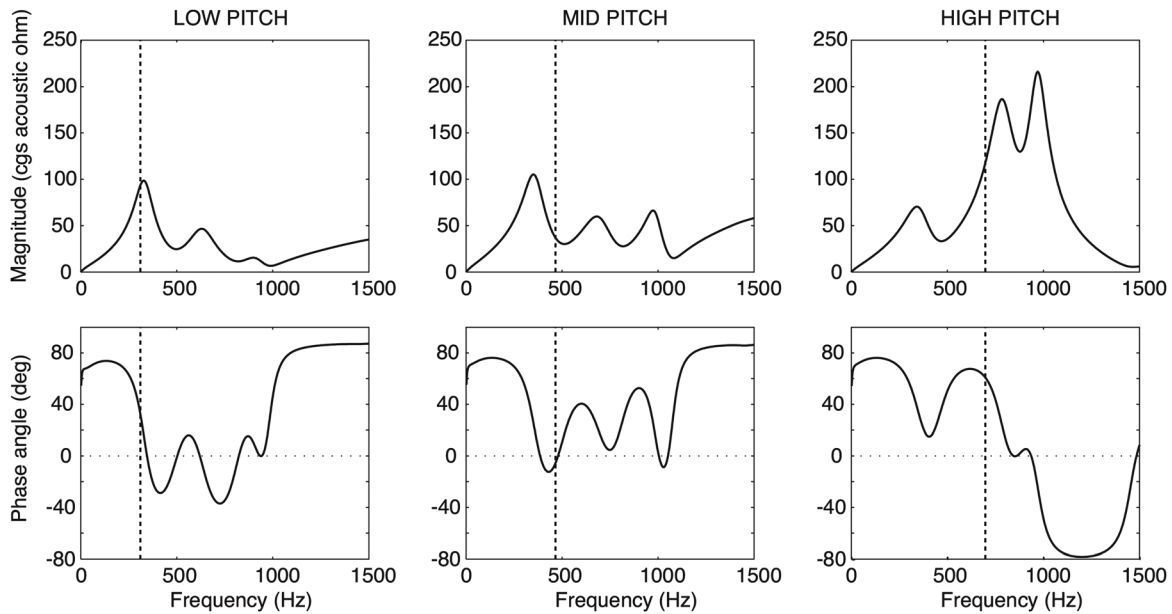 LOW PITCH
MID PITCH
HIGH PITCH
Magnitude (cgs acoustic ohm)
250
200
150
100
50
0
0 500 1000 1500
250
200
150
100
50
0
0 500 1000 1500
250
200
150
100
50
0
0 500 1000 1500
Phase angle (deg)
80
40
0
-40
-80
0 500 1000 1500
Frequency (Hz)
80
40
0
-40
-80
0 500 1000 1500
Frequency (Hz)
80
40
0
-40
-80
0 500 1000 1500
Frequency (Hz)